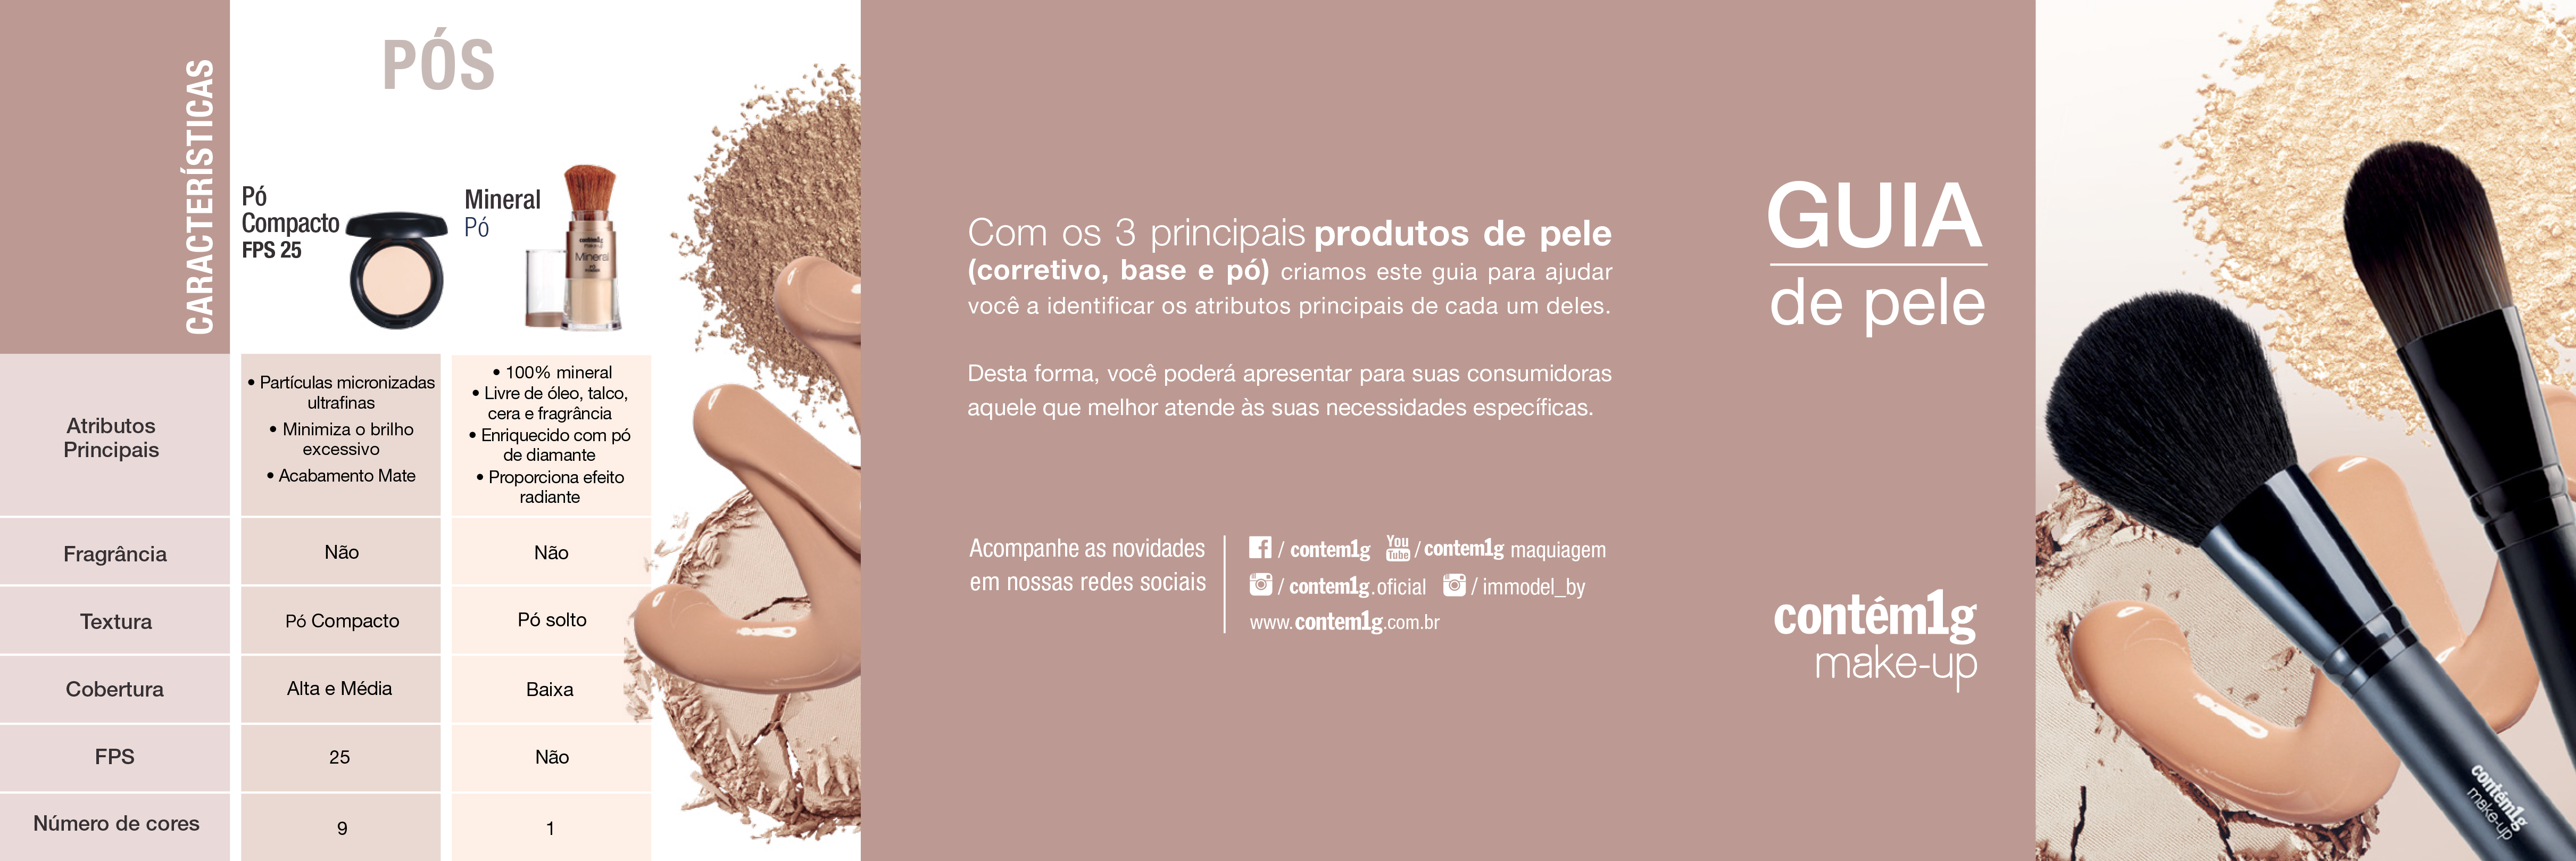 PÓS
CARACTERÍSTICAS
Pó
Compacto
FPS 25
Mineral
Pó
contém1g
make-up
Mineral
Atributos
Principais
• Partículas micronizadas
ultrafinas
• Minimiza o brilho
excessivo
• Acabamento Mate
• 100% mineral
• Livre de óleo, talco,
cera e fragrância
• Enriquecido com pó
de diamante
• Proporciona efeito
radiante
Fragrância
Não
Não
Textura
Pó Compacto
Pó solto
Cobertura
Alta e Média
Baixa
FPS
25
Não
Número de cores
9
1
Com os 3 principais produtos de pele
(corretivo, base e pó) criamos este guia para ajudar
você a identificar os atributos principais de cada um deles.
Desta forma, você poderá apresentar para suas consumidoras
aquele que melhor atende às suas necessidades específicas.
Acompanhe as novidades
em nossas redes sociais
/ contem1g You Tube / contem1g maquiagem
/ contem1g.oficial / immodel_by
www.contem1g.com.br
GUIA
de pele
contém1g
make-up
contém1g
make-up